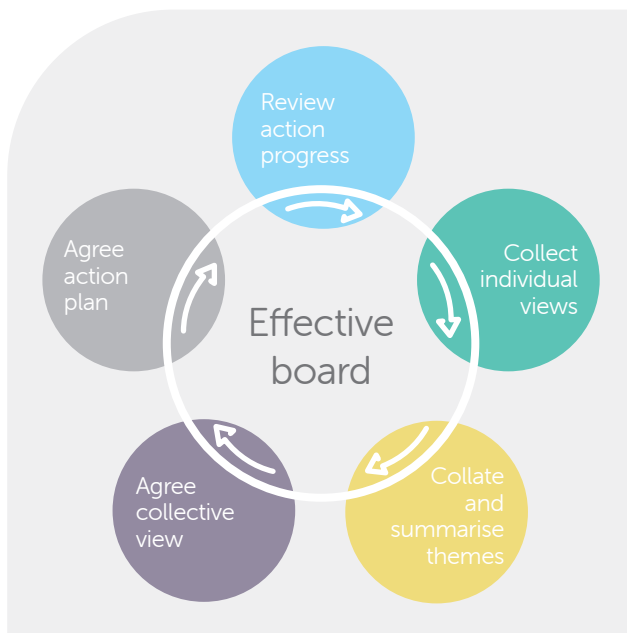 Review
action
progress
Collect
individual
views
Collate
and
summarise
themes
Agree
collective
view
Agree
action
plan
Effective
board